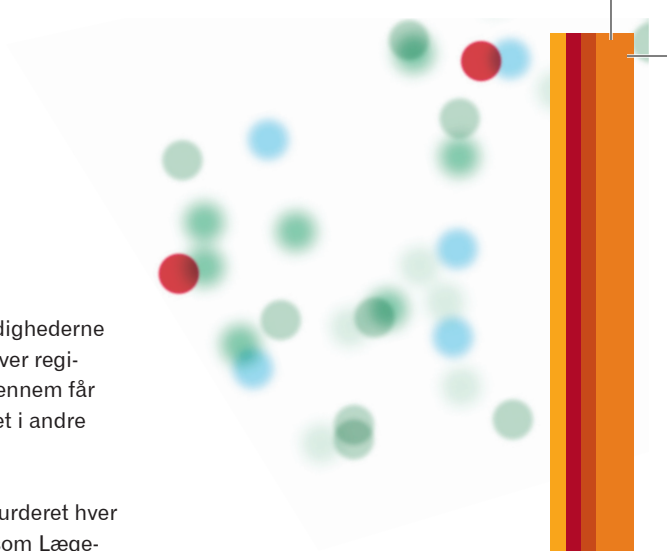 dighederne
ver regi-
ennem får
et i andre
urderet hver
om Læge-